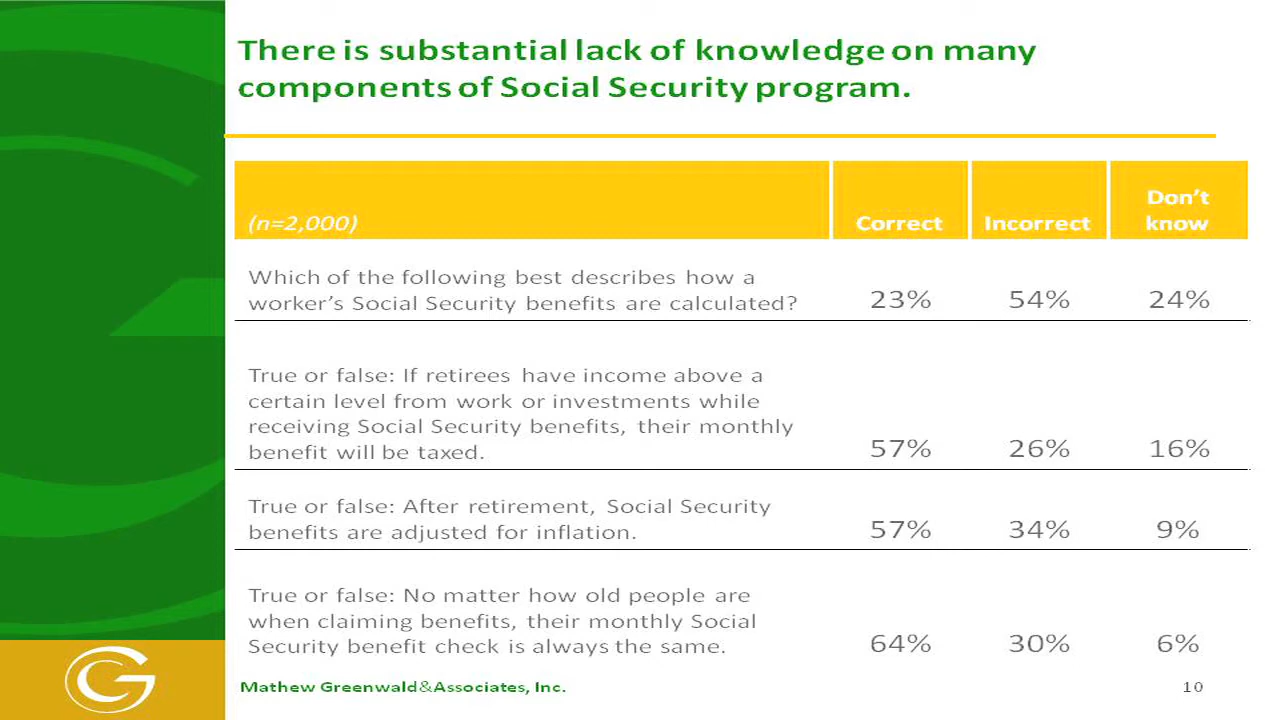 There is substantial lack of knowledge on many
components of Social Security program.
(n=2,000) Correct Incorrect Don't know
Which of the following best describes how a
worker's Social Security benefits are calculated? 23% 54% 24%
True or false: If retirees have income above a
certain level from work or investments while
receiving Social Security benefits, their monthly
benefit will be taxed. 57% 26% 16%
True or false: After retirement, Social Security
benefits are adjusted for inflation. 57% 34% 9%
True or false: No matter how old people are
when claiming benefits, their monthly Social
Security benefit check is always the same. 64% 30% 6%
Mathew Greenwald&Associates, Inc. 10